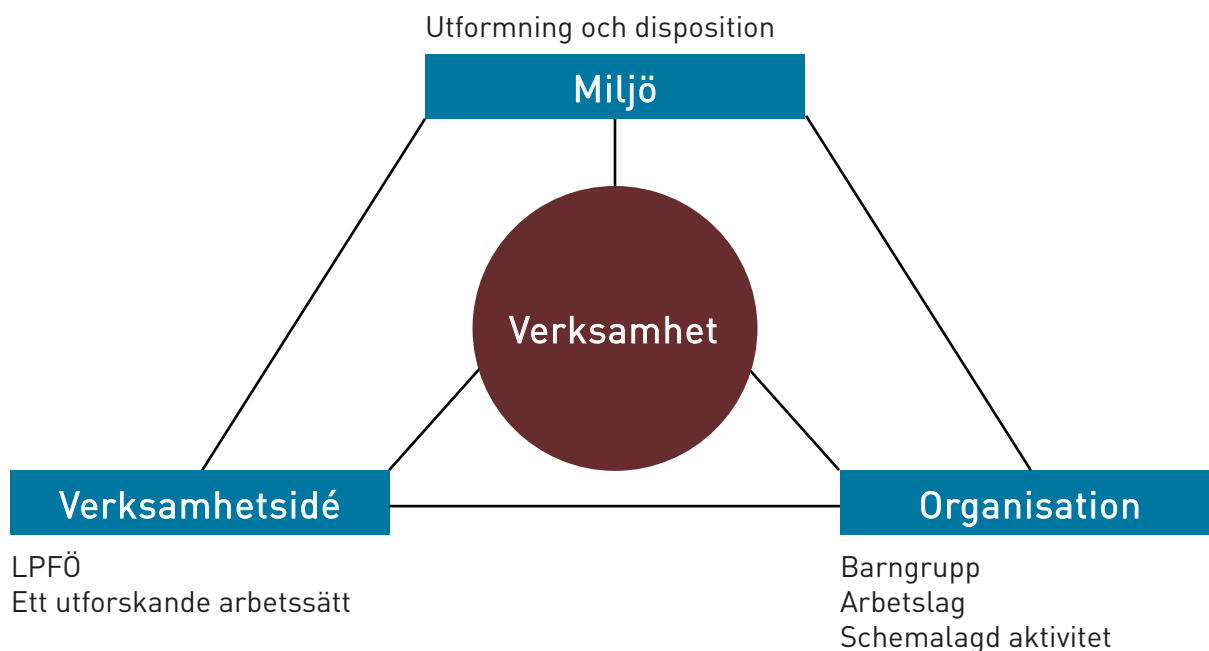 Utformning och disposition
Miljö
Verksamhet
Verksamhetsidé
LPFÖ
Ett utforskande arbetssätt
Organisation
Barngrupp
Arbetslag
Schemalagd aktivitet